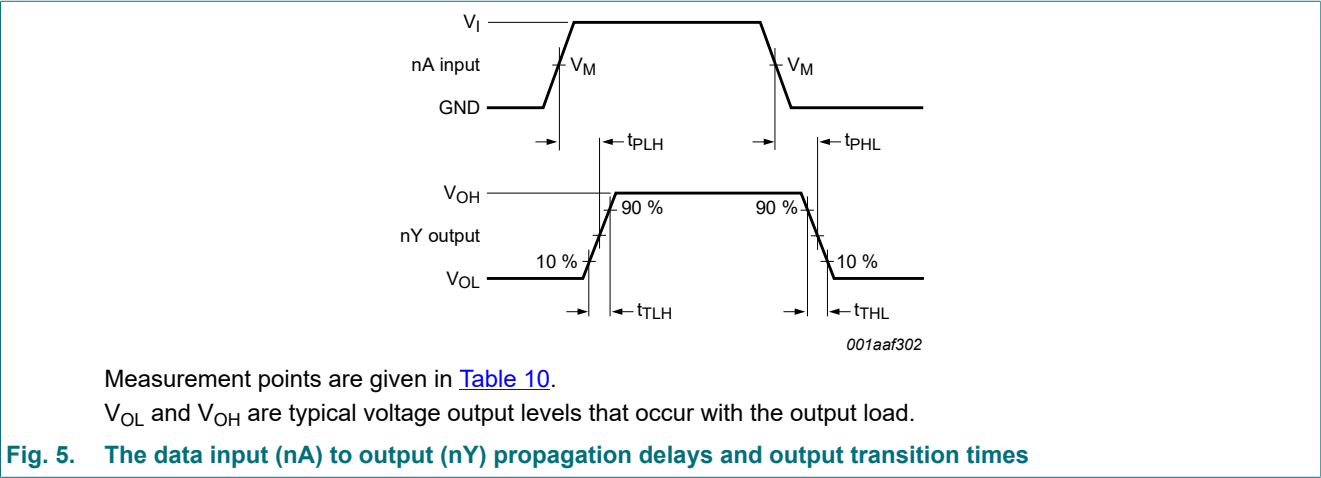 VI
nA input
VM
VM
GND
tPLH
tPHL
VOH
90 %
90 %
nY output
10 %
10 %
VOL
tTLH
tTHL
001aaf302
Measurement points are given in Table 10.
VOL and VOH are typical voltage output levels that occur with the output load.
Fig. 5. The data input (nA) to output (nY) propagation delays and output transition times